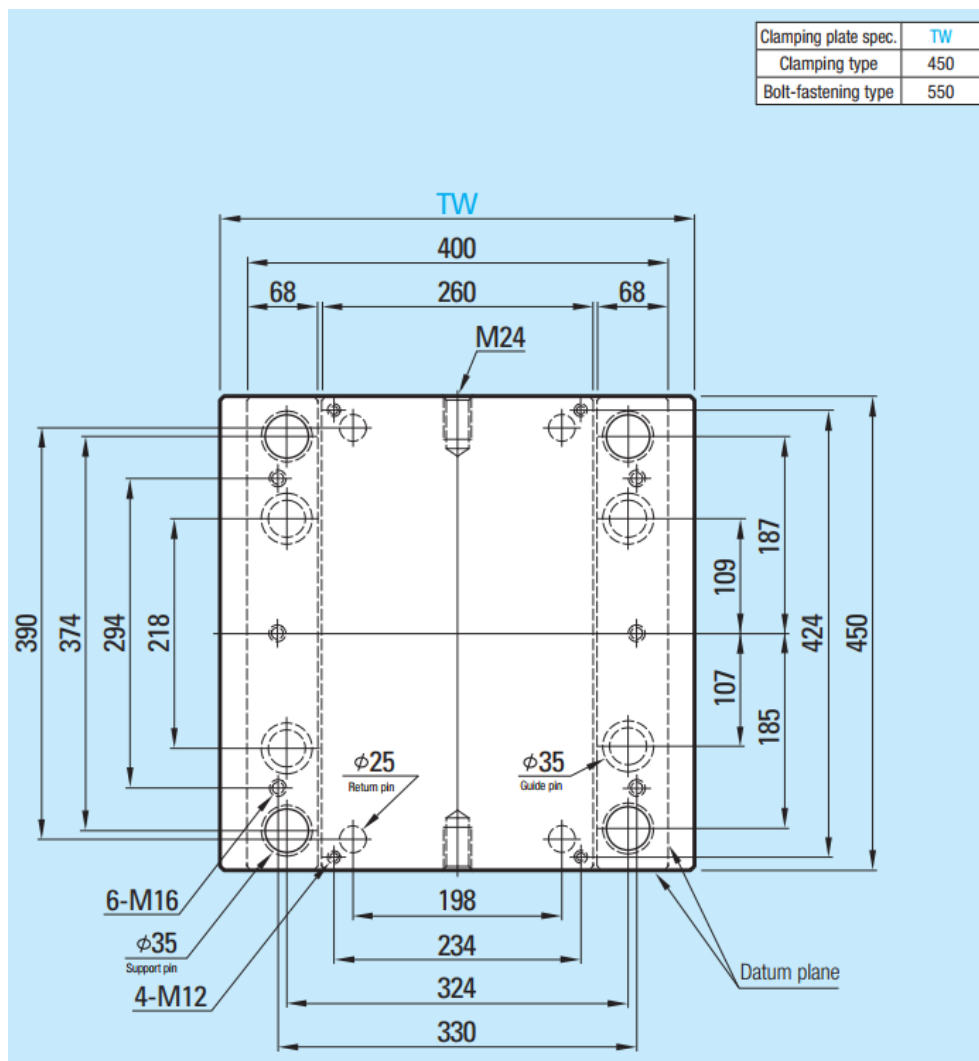 Clamping plate spec. TW
Clamping type 450
Bolt-fastening type 550
TW
400
68 260 68
M24
390
374
294
218
109
187
107
185
424
450
φ25
Return pin
φ35
Guide pin
6-M16
φ35
Support pin
4-M12
198
234
324
330
Datum plane